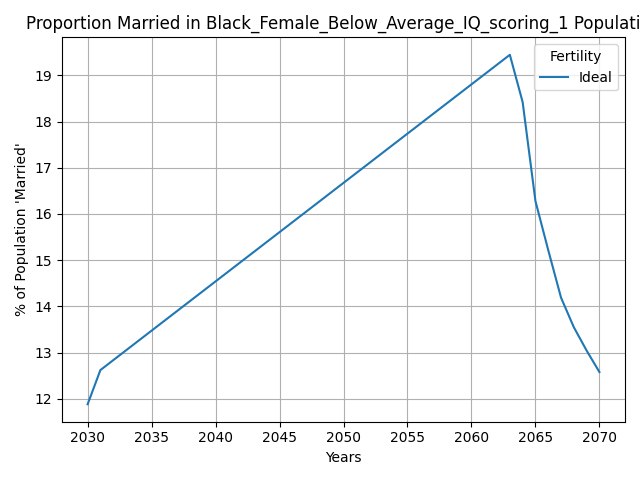 Proportion Married in Black_Female_Below_Average_IQ_scoring_1 Populati
Fertility
Ideal
19
18
17
16
15
14
13
12
% of Population 'Married'
2030 2035 2040 2045 2050 2055 2060 2065 2070
Years